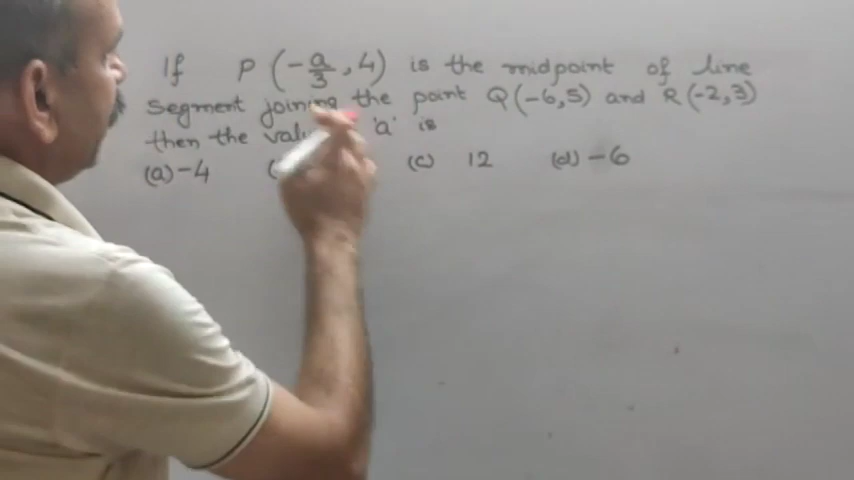 If P (-a/3, 4) is the midpoint of line
segment joining the point Q(-6,5) and R(-2,3)
then the 'a' is
(a) -4 (c) 12 (d) -6